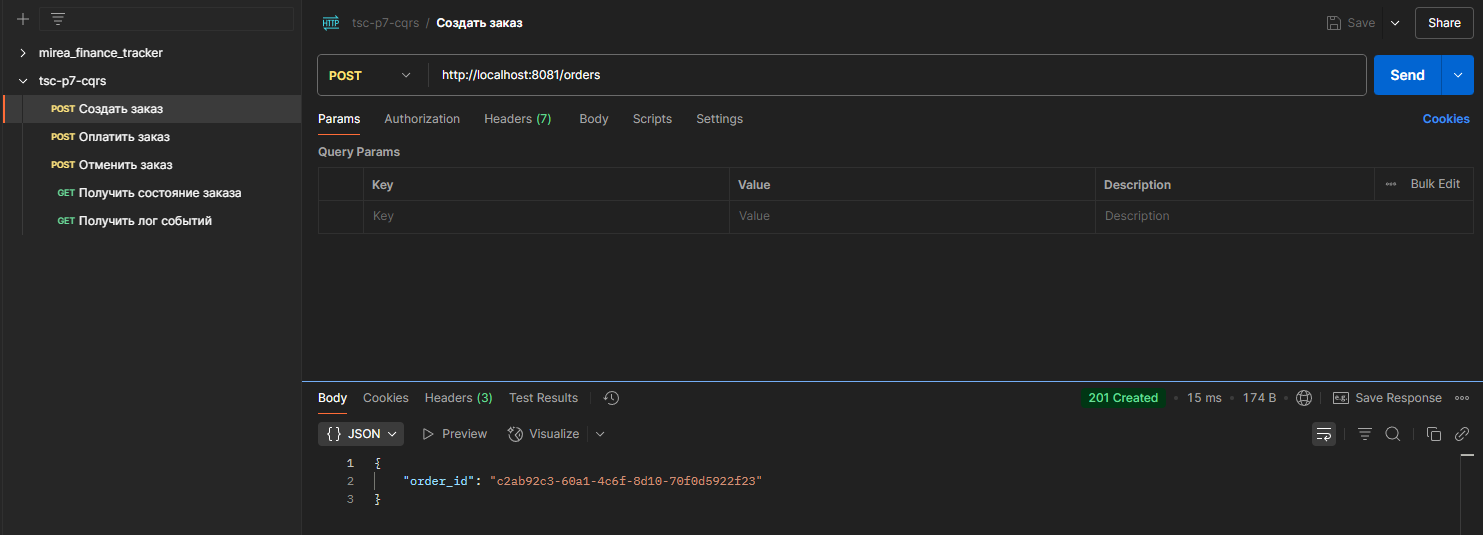 mirea_finance_tracker
tsc-p7-cqrs
POST Создать заказ
POST Оплатить заказ
POST Отменить заказ
GET Получить состояние заказа
GET Получить лог событий
HTTP tsc-p7-cqrs / Создать заказ
Save
Share
POST http://localhost:8081/orders
Send
Params Authorization Headers (7) Body Scripts Settings
Cookies
Query Params
Key Value Description Bulk Edit
Key Value Description
Body Cookies Headers (3) Test Results
201 Created 15 ms 174 B e.g. Save Response
{} JSON Preview Visualize
1 {
2 "order_id": "c2ab92c3-60a1-4c6f-8d10-70f0d5922f23"
3 }